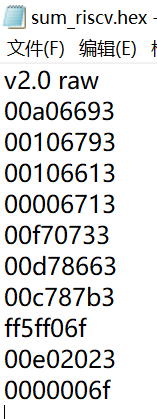 sum_riscv.hex
文件(F) 编辑(E)
v2.0 raw
00a06693
00106793
00106613
00006713
00f70733
00d78663
00c787b3
ff5ff06f
00e02023
0000006f